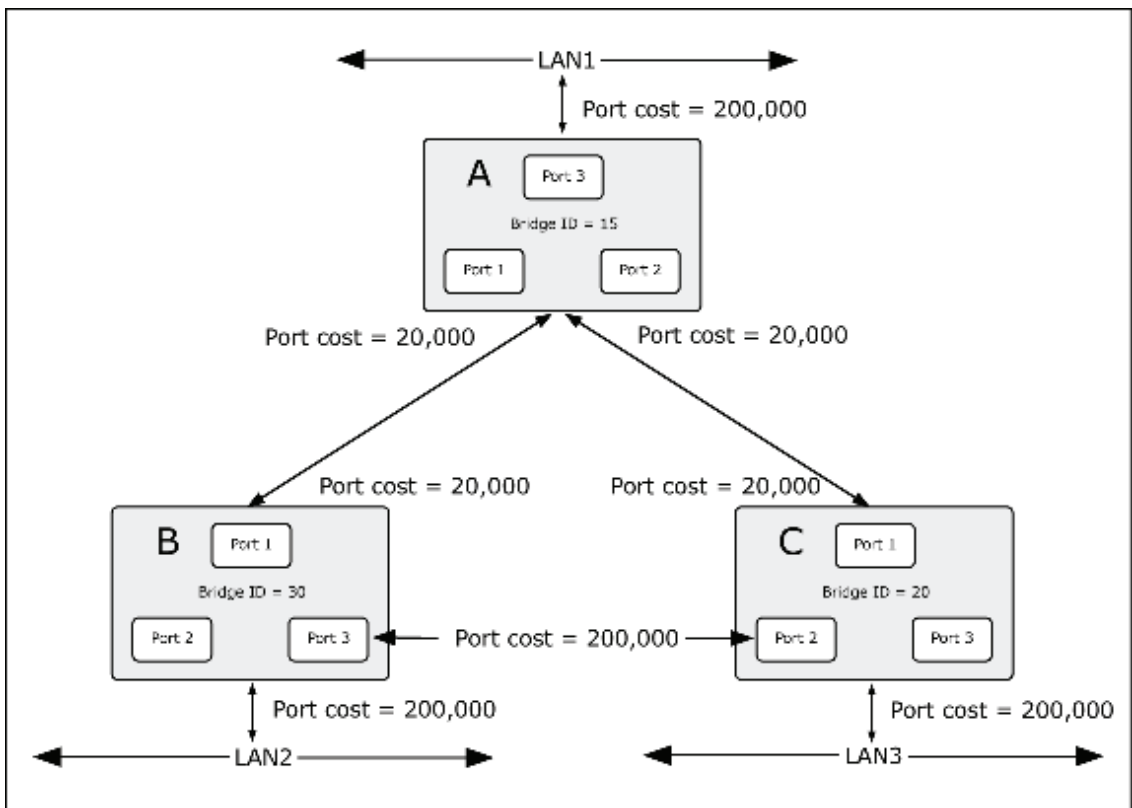 LAN1
Port cost = 200,000
A
Port 3
Bridge ID = 15
Port 1
Port 2
Port cost = 20,000
Port cost = 20,000
Port cost = 20,000
Port cost = 20,000
B
Port 1
Bridge ID = 30
Port 2
Port 3
Port cost = 200,000
C
Port 1
Bridge ID = 20
Port 2
Port 3
Port cost = 200,000
LAN2
Port cost = 200,000
LAN3